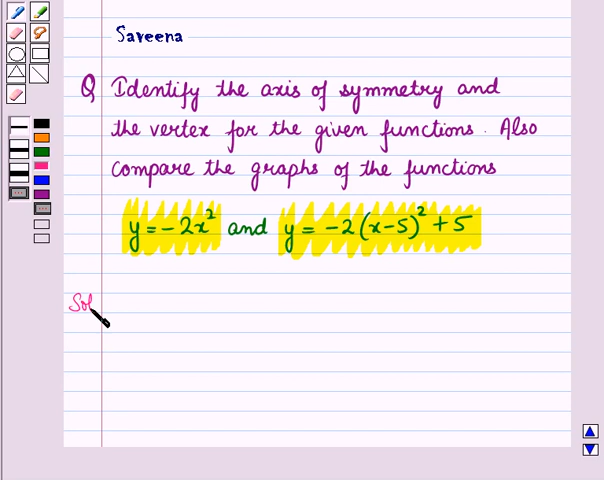 Saveena
Q Identify the axis of symmetry and
the vertex for the given functions. Also
compare the graphs of the functions
y = -2x² and y = -2(x-5)² + 5
Sol